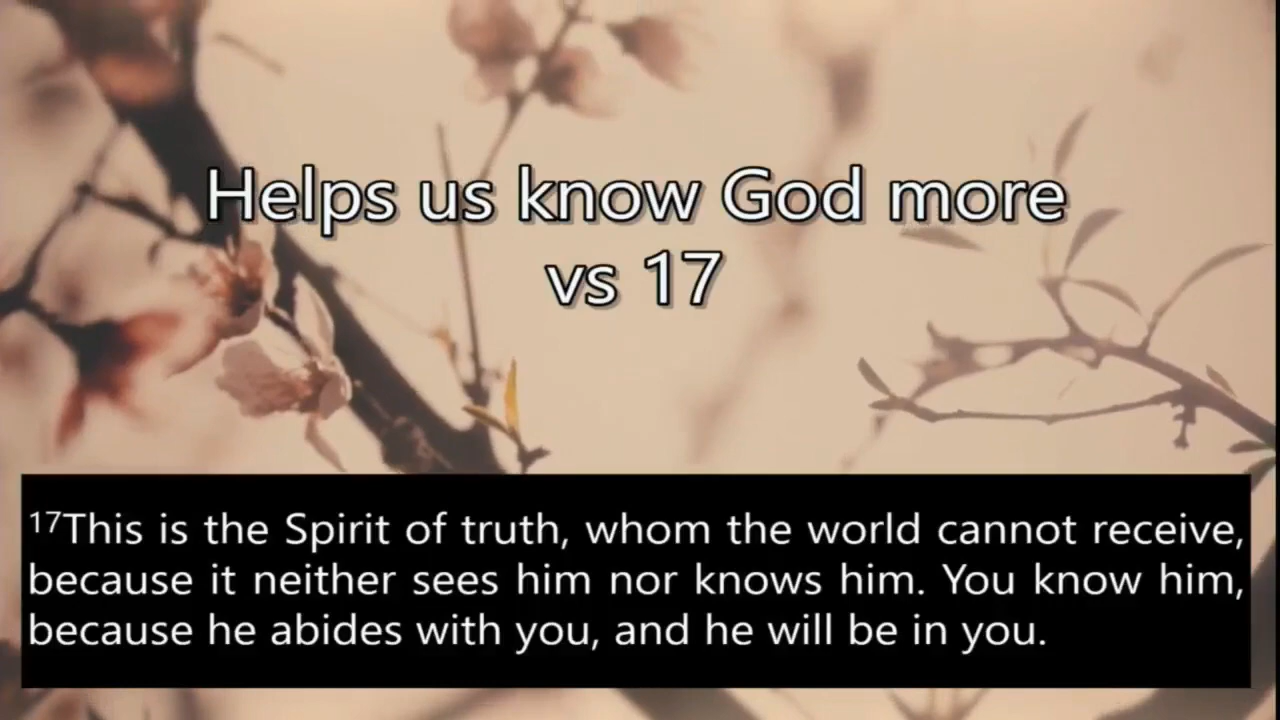 Helps us know God more
vs 17
17This is the Spirit of truth, whom the world cannot receive,
because it neither sees him nor knows him. You know him,
because he abides with you, and he will be in you.